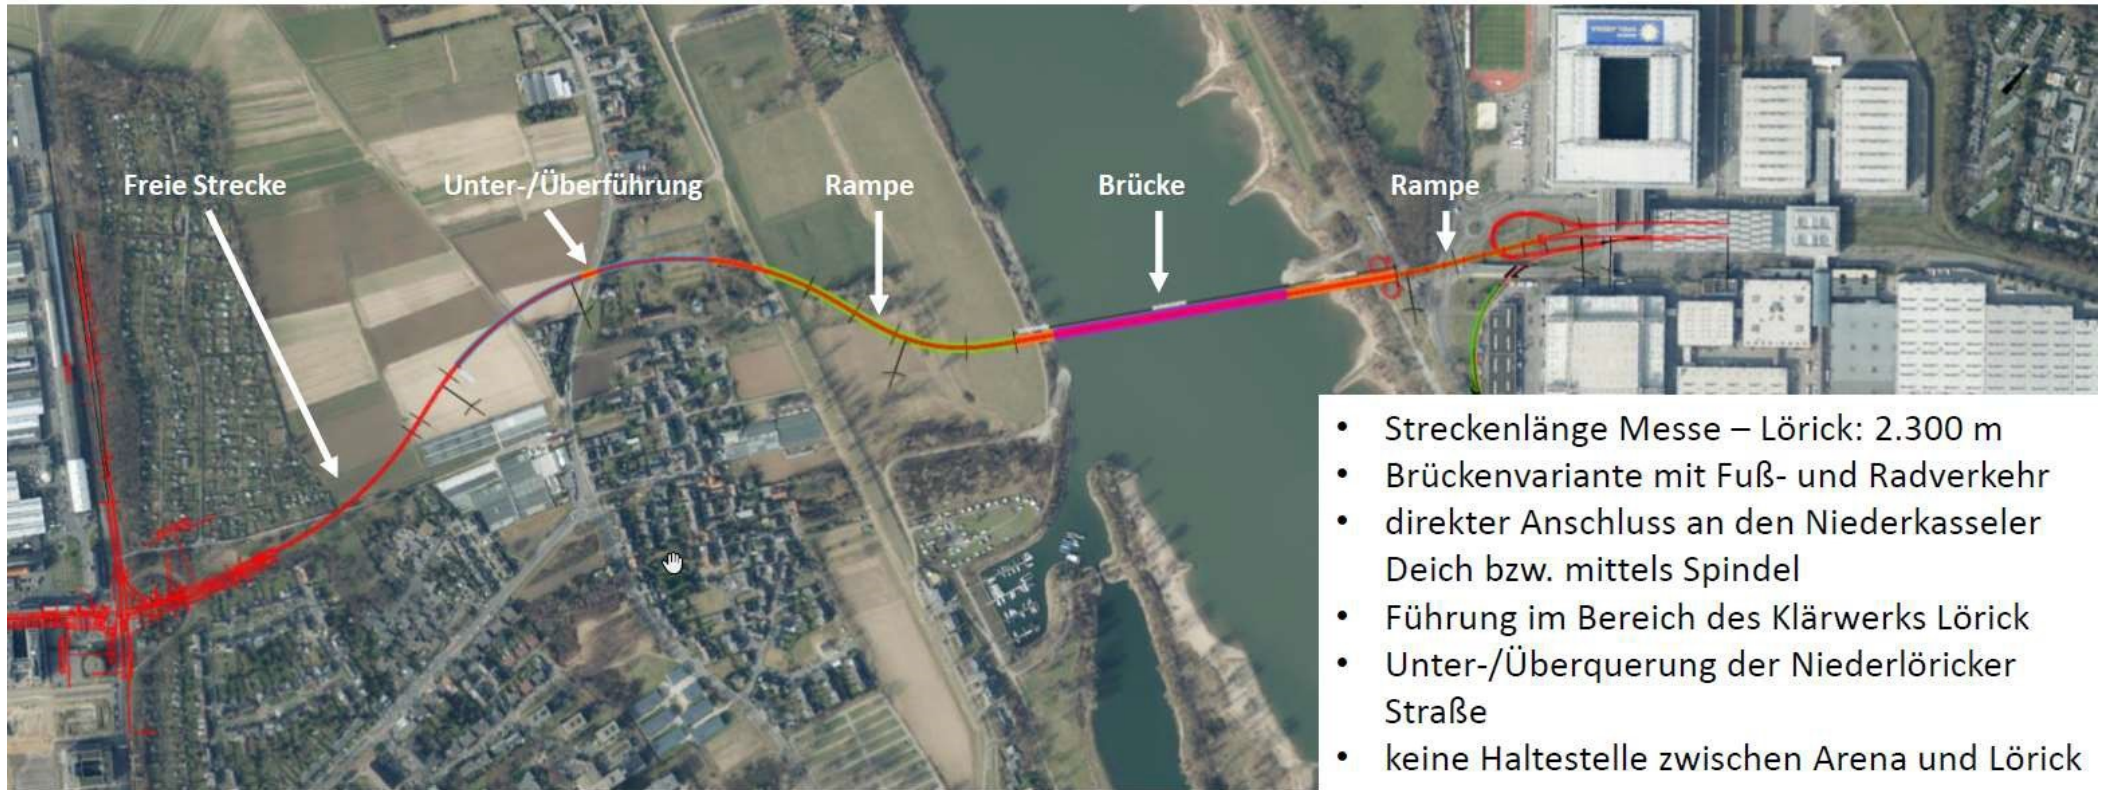 Freie Strecke
Unter-/Überführung
Rampe
Brücke
Rampe
• Streckenlänge Messe – Lörick: 2.300 m
• Brückenvariante mit Fuß- und Radverkehr
• direkter Anschluss an den Niederkasseler
Deich bzw. mittels Spindel
• Führung im Bereich des Klärwerks Lörick
• Unter-/Überquerung der Niederlöricker
Straße
• keine Haltestelle zwischen Arena und Lörick